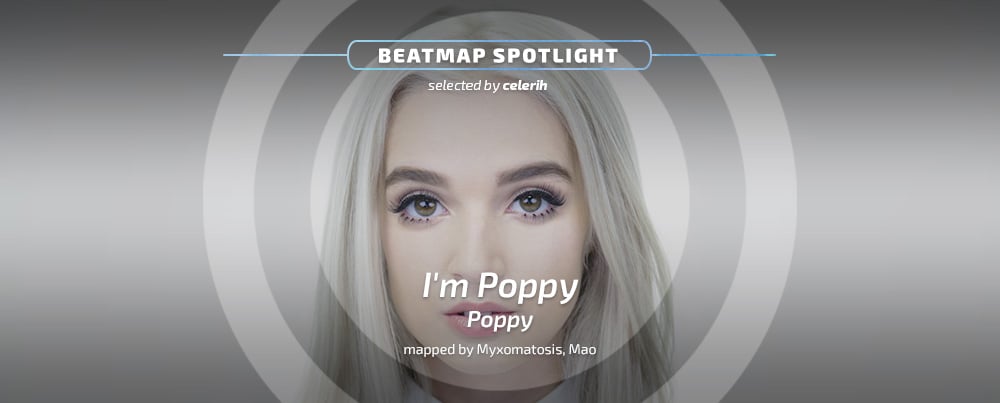 BEATMAP SPOTLIGHT
selected by celerih
I'm Poppy
Poppy
mapped by Myxomatosis, Mao